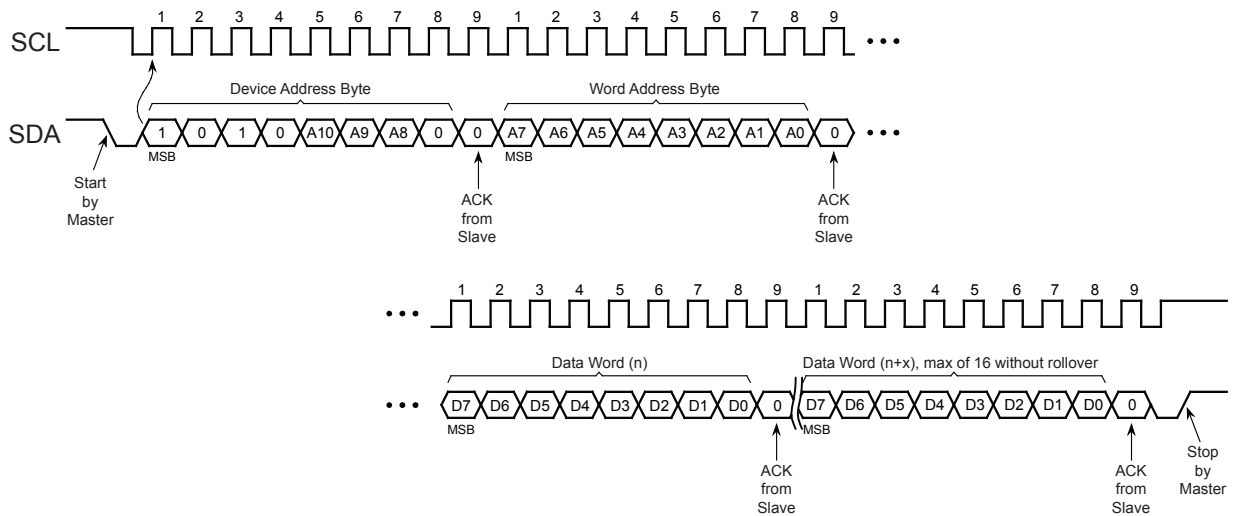 1 2 3 4 5 6 7 8 9 1 2 3 4 5 6 7 8 9
SCL
Device Address Byte Word Address Byte
SDA 1 0 1 0 A10 A9 A8 0 0 A7 A6 A5 A4 A3 A2 A1 A0 0
MSB MSB
Start
by
Master
ACK
from
Slave
ACK
from
Slave
1 2 3 4 5 6 7 8 9 1 2 3 4 5 6 7 8 9
Data Word (n) Data Word (n+x), max of 16 without rollover
D7 D6 D5 D4 D3 D2 D1 D0 0 D7 D6 D5 D4 D3 D2 D1 D0 0
MSB MSB
ACK
from
Slave
ACK
from
Slave
Stop
by
Master